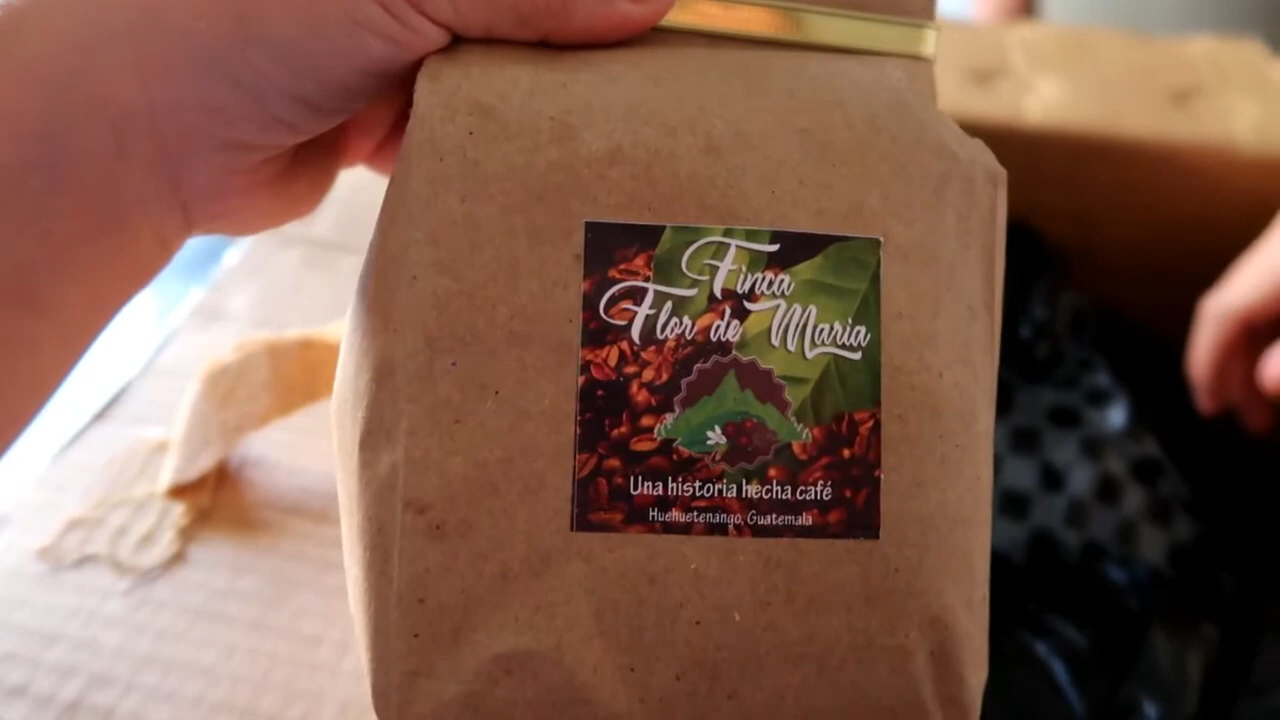 Finca
Flor de Maria
Una historia hecha café
Huehuetenango, Guatemala